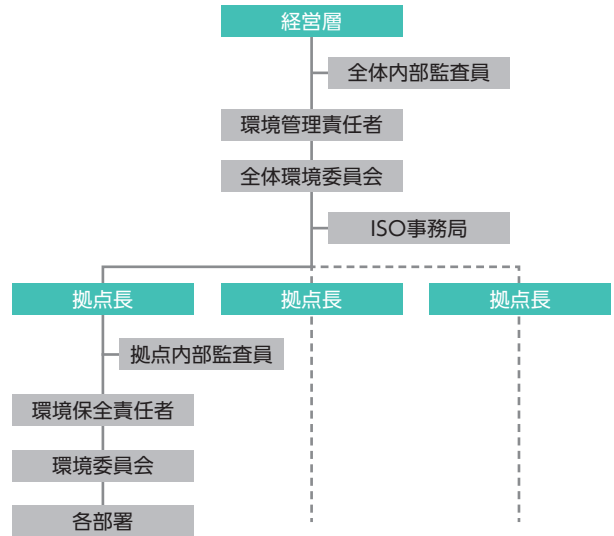 経営層
全体内部監査員
環境管理責任者
全体環境委員会
ISO事務局
拠点長
拠点長
拠点長
拠点内部監査員
環境保全責任者
環境委員会
各部署